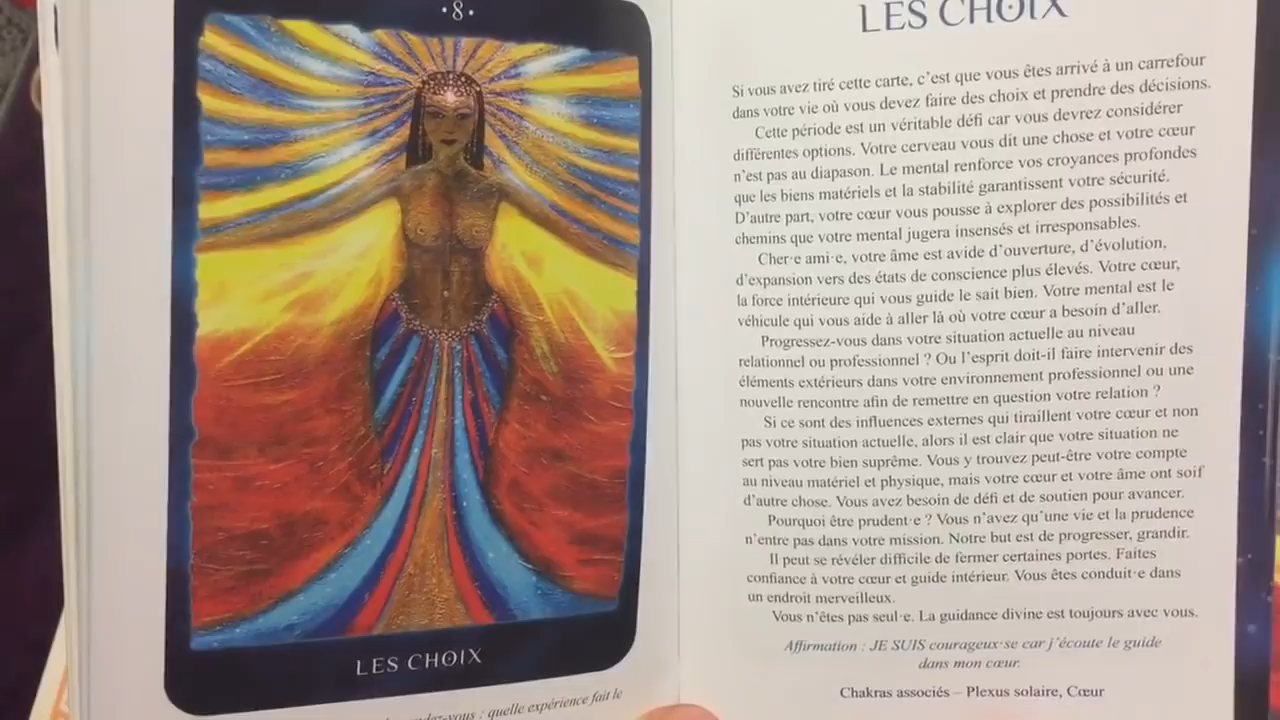 ·8·
LES CHOIX
-vous : quelle expérience fait le
LES CHOIX
Si vous avez tiré cette carte, c'est que vous êtes arrivé à un carrefour
dans votre vie où vous devez faire des choix et prendre des décisions.
Cette période est un véritable défi car vous devrez considérer
différentes options. Votre cerveau vous dit une chose et votre cœur
n'est pas au diapason. Le mental renforce vos croyances profondes
que les biens matériels et la stabilité garantissent votre sécurité.
D'autre part, votre cœur vous pousse à explorer des possibilités et
chemins que votre mental jugera insensés et irresponsables.
Cher·e ami·e, votre âme est avide d'ouverture, d'évolution,
d'expansion vers des états de conscience plus élevés. Votre cœur,
la force intérieure qui vous guide le sait bien. Votre mental est le
véhicule qui vous aide à aller là où votre cœur a besoin d'aller.
Progressez-vous dans votre situation actuelle au niveau
relationnel ou professionnel ? Ou l'esprit doit-il faire intervenir des
éléments extérieurs dans votre environnement professionnel ou une
nouvelle rencontre afin de remettre en question votre relation ?
Si ce sont des influences externes qui tiraillent votre cœur et non
pas votre situation actuelle, alors il est clair que votre situation ne
sert pas votre bien suprême. Vous y trouvez peut-être votre compte
au niveau matériel et physique, mais votre cœur et votre âme ont soif
d'autre chose. Vous avez besoin de défi et de soutien pour avancer.
Pourquoi être prudent·e ? Vous n'avez qu'une vie et la prudence
n'entre pas dans votre mission. Notre but est de progresser, grandir.
Il peut se révéler difficile de fermer certaines portes. Faites
confiance à votre cœur et guide intérieur. Vous êtes conduit·e dans
un endroit merveilleux.
Vous n'êtes pas seul·e. La guidance divine est toujours avec vous.
Affirmation : JE SUIS courageux·se car j'écoute le guide
dans mon cœur.
Chakras associés – Plexus solaire, Cœur